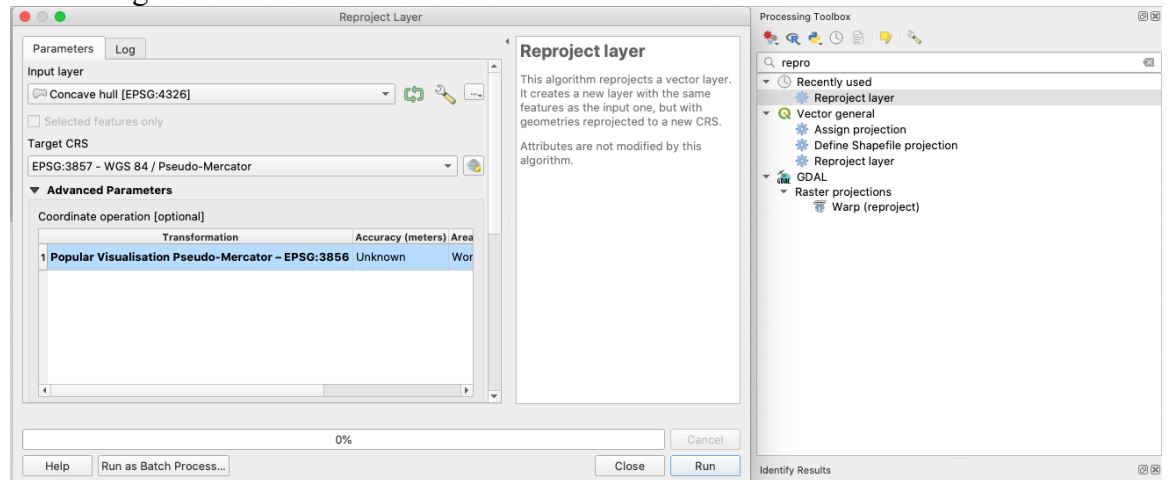 Reproject Layer
Parameters
Log
Input layer
Concave hull [EPSG:4326]
Selected features only
Target CRS
EPSG:3857 - WGS 84 / Pseudo-Mercator
Advanced Parameters
Coordinate operation [optional]
Transformation Accuracy (meters) Area
1 Popular Visualisation Pseudo-Mercator – EPSG:3856 Unknown Wor
0%
Cancel
Help Run as Batch Process... Close Run
Reproject layer
This algorithm reprojects a vector layer.
It creates a new layer with the same
features as the input one, but with
geometries reprojected to a new CRS.
Attributes are not modified by this
algorithm.
Processing Toolbox
repro
Recently used
Reproject layer
Vector general
Assign projection
Define Shapefile projection
Reproject layer
GDAL
Raster projections
Warp (reproject)
Identify Results